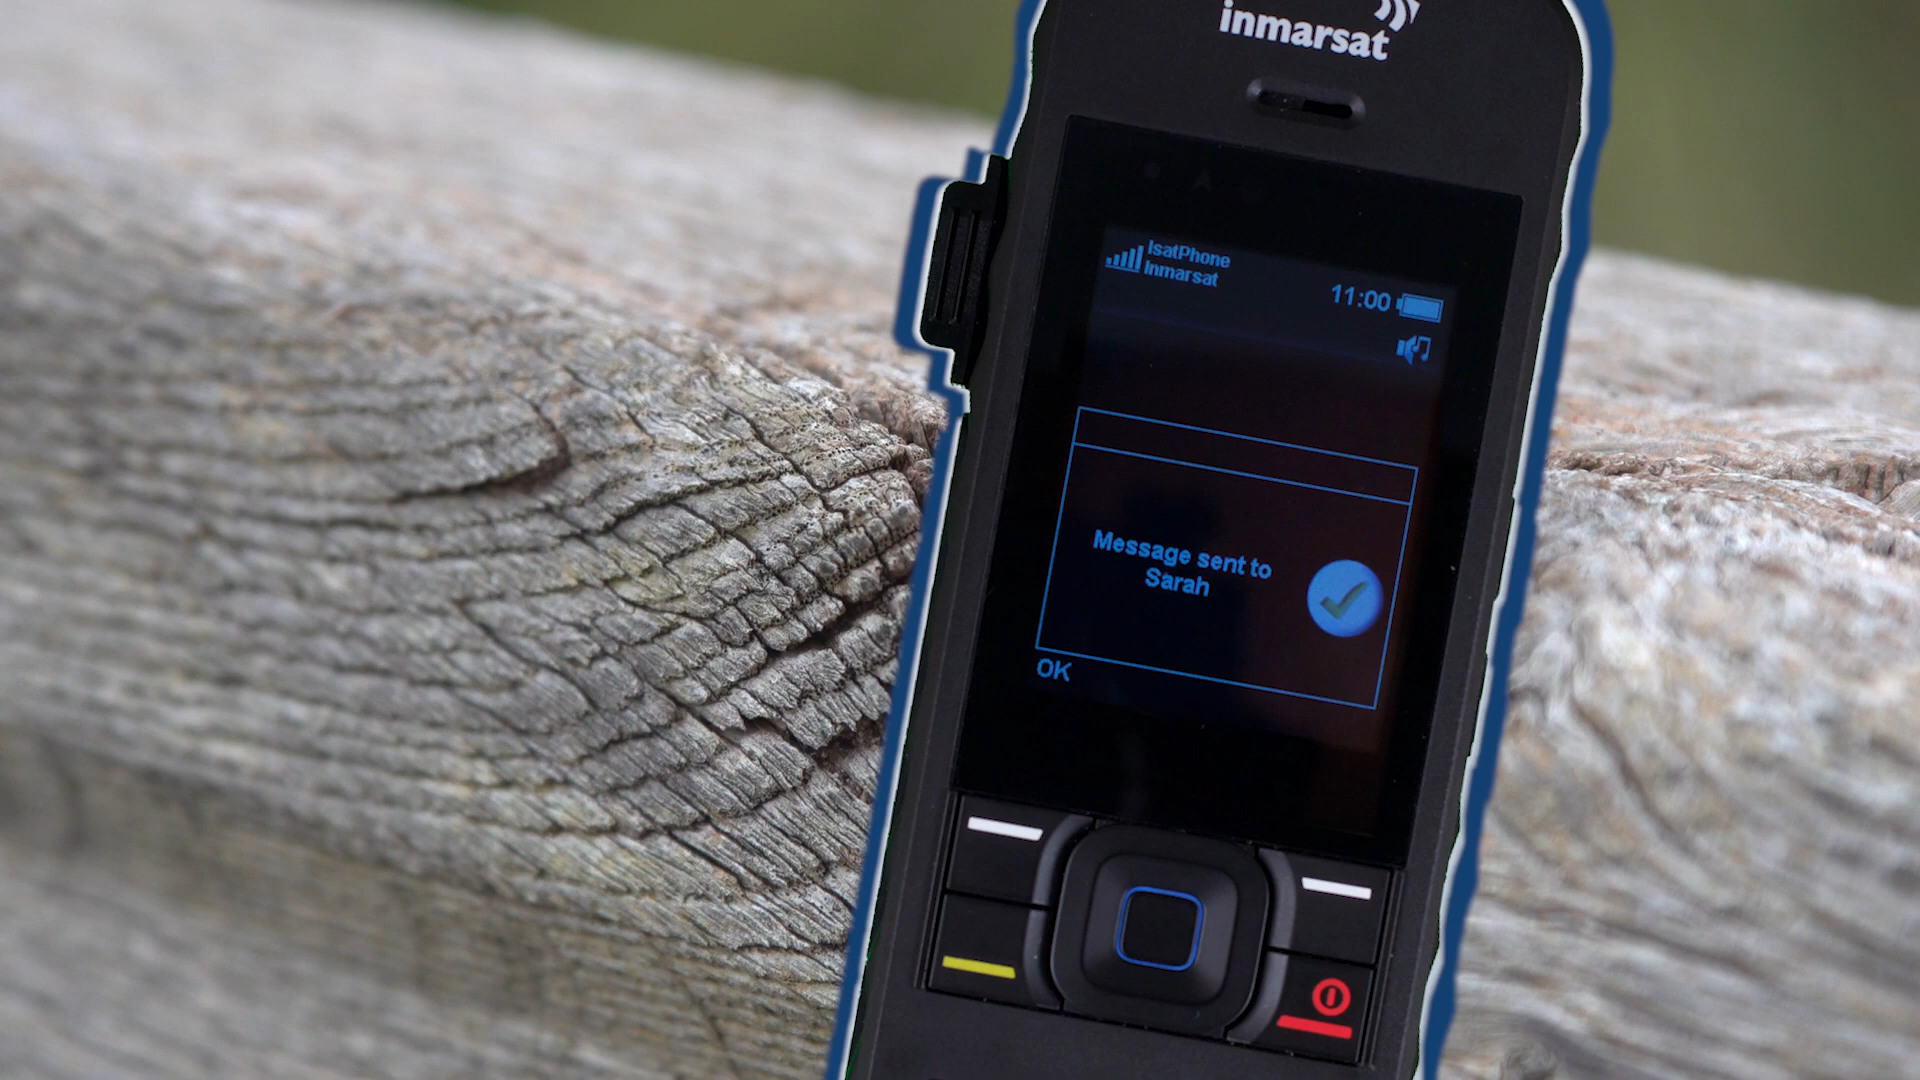 inmarsat
IsatPhone
Inmarsat
11:00
Message sent to
Sarah
OK